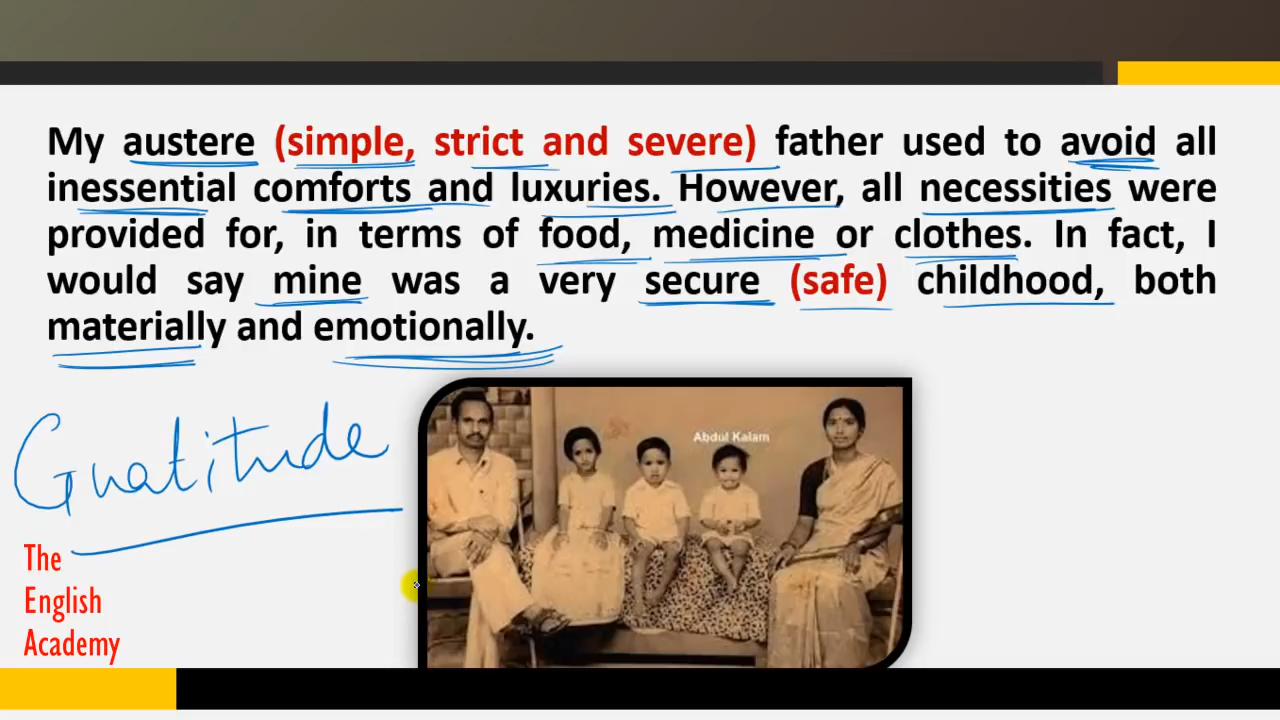 My austere (simple, strict and severe) father used to avoid all
inessential comforts and luxuries. However, all necessities were
provided for, in terms of food, medicine or clothes. In fact, I
would say mine was a very secure (safe) childhood, both
materially and emotionally.
Gratitude
Abdul Kalam
The
English
Academy